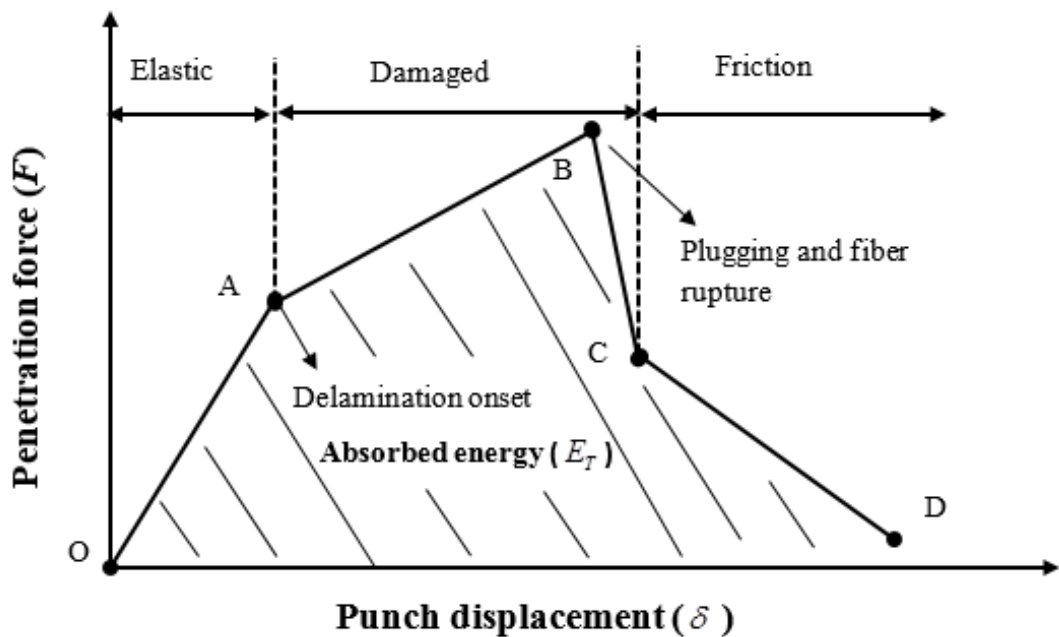 Elastic
Damaged
Friction
Penetration force (F)
A
B
Plugging and fiber
rupture
C
Delamination onset
Absorbed energy ( E_T )
D
O
Punch displacement ( δ )